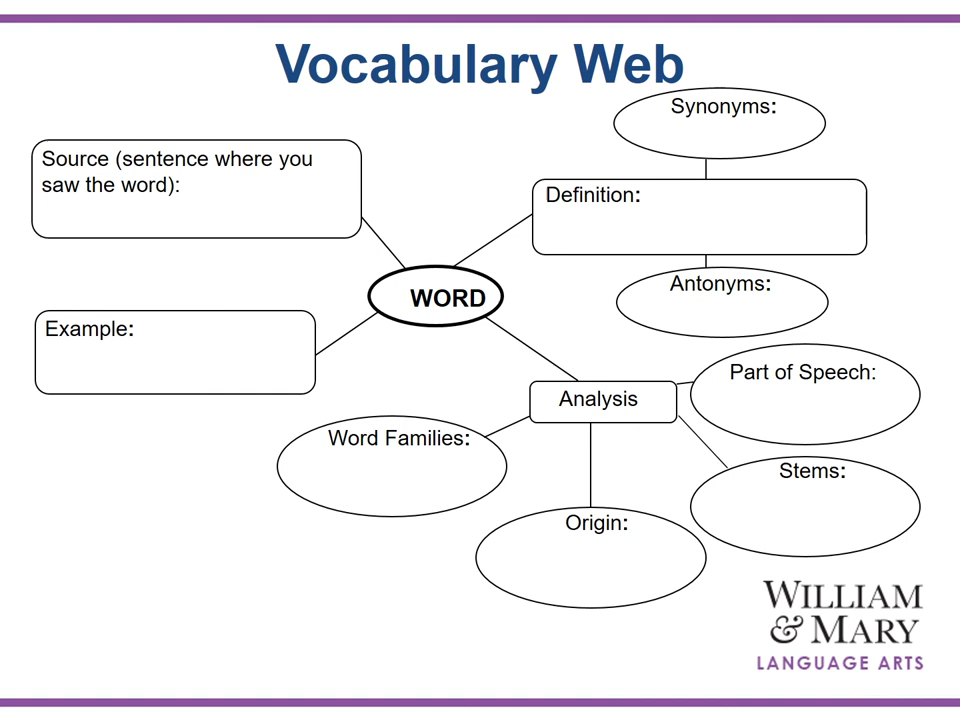 Vocabulary Web
Synonyms:
Source (sentence where you
saw the word):
Definition:
WORD
Antonyms:
Example:
Part of Speech:
Analysis
Word Families:
Stems:
Origin:
WILLIAM
& MARY
LANGUAGE ARTS